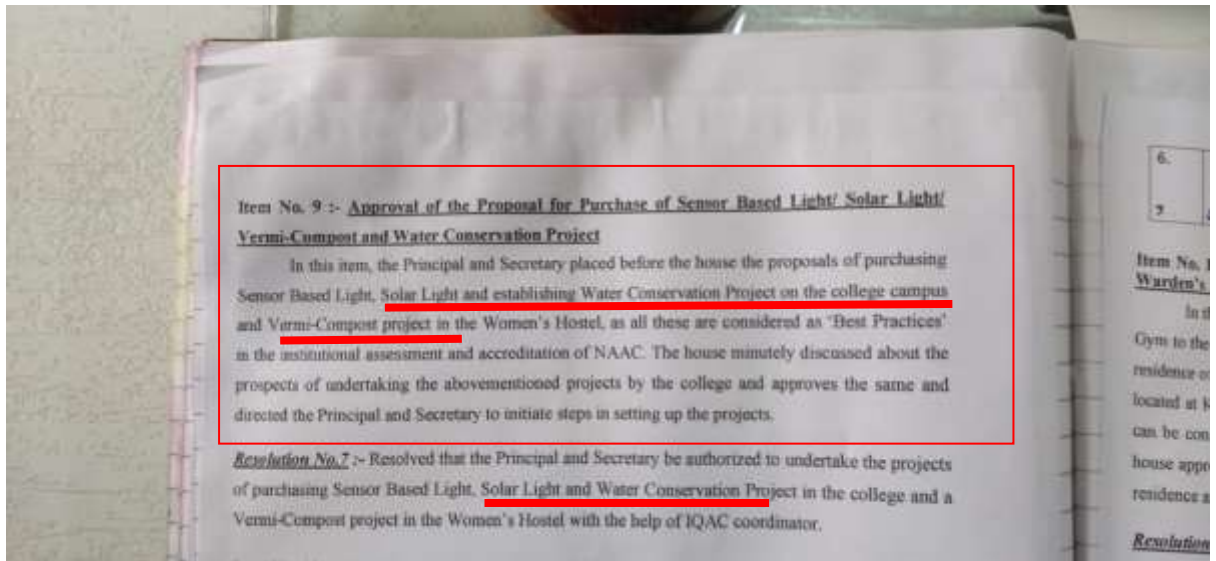 Item No. 9 :- Approval of the Proposal for Purchase of Sensor Based Light/ Solar Light/
Vermi-Compost and Water Conservation Project
In this item, the Principal and Secretary placed before the house the proposals of purchasing
Sensor Based Light, Solar Light and establishing Water Conservation Project on the college campus
and Vermi-Compost project in the Women's Hostel, as all these are considered as 'Best Practices'
in the institutional assessment and accreditation of NAAC. The house minutely discussed about the
prospects of undertaking the abovementioned projects by the college and approves the same and
directed the Principal and Secretary to initiate steps in setting up the projects.
Resolution No.7 :- Resolved that the Principal and Secretary be authorized to undertake the projects
of purchasing Sensor Based Light, Solar Light and Water Conservation Project in the college and a
Vermi-Compost project in the Women's Hostel with the help of IQAC coordinator.
6.
Item No.
Warden's
Gym to the
residence
located at
can be
house
residence
Resolution